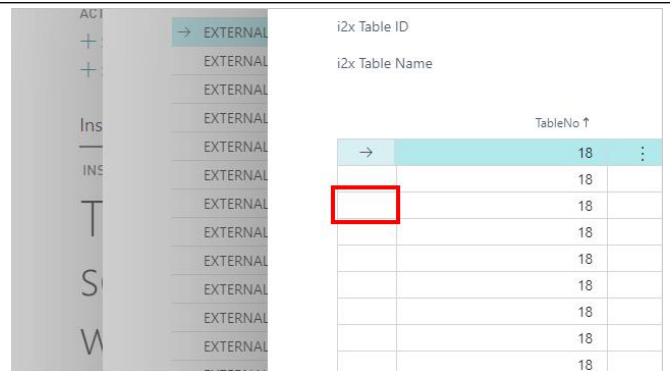 ACT
→ EXTERNAL
EXTERNAL
EXTERNAL
EXTERNAL
EXTERNAL
EXTERNAL
EXTERNAL
EXTERNAL
EXTERNAL
EXTERNAL
EXTERNAL
EXTERNAL
Ins
INS
T
S
W
i2x Table ID
i2x Table Name
TableNo ↑
→ 18 ⋮
18
18
18
18
18
18
18
18